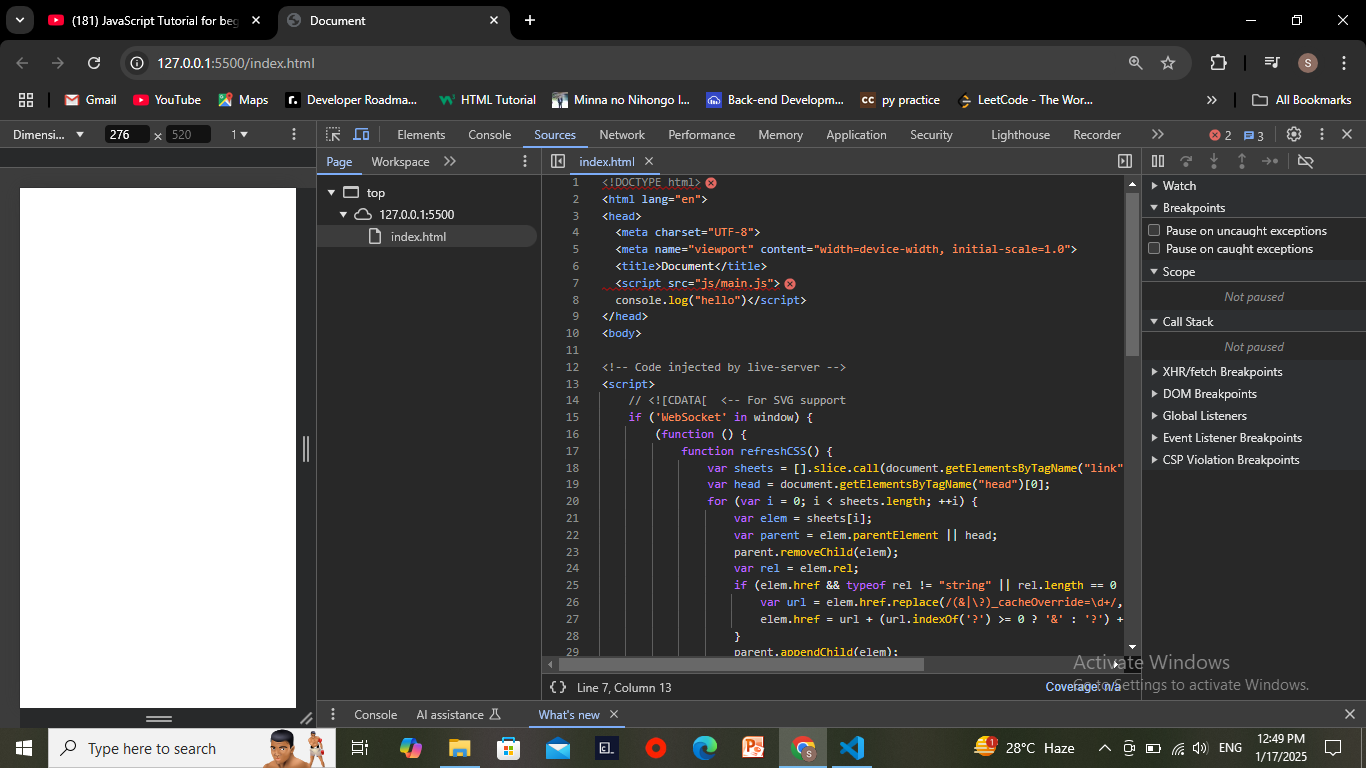 (181) JavaScript Tutorial for beg
Document
127.0.0.1:5500/index.html
S
Gmail
YouTube
Maps
Developer Roadma...
HTML Tutorial
Minna no Nihongo I...
Back-end Developm...
py practice
LeetCode - The Wor...
All Bookmarks
Dimensi...
276 x 520
1
Elements
Console
Sources
Network
Performance
Memory
Application
Security
Lighthouse
Recorder
2
3
Page
Workspace
index.html
top
127.0.0.1:5500
index.html
1 <!DOCTYPE html>
2 <html lang="en">
3 <head>
4 <meta charset="UTF-8">
5 <meta name="viewport" content="width=device-width, initial-scale=1.0">
6 <title>Document</title>
7 <script src="js/main.js">
8 console.log("hello")</script>
9 </head>
10 <body>
11
12 <!-- Code injected by live-server -->
13 <script>
14 // <![CDATA[ <-- For SVG support
15 if ('WebSocket' in window) {
16 (function () {
17 function refreshCSS() {
18 var sheets = [].slice.call(document.getElementsByTagName("link"
19 var head = document.getElementsByTagName("head")[0];
20 for (var i = 0; i < sheets.length; ++i) {
21 var elem = sheets[i];
22 var parent = elem.parentElement || head;
23 parent.removeChild(elem);
24 var rel = elem.rel;
25 if (elem.href && typeof rel != "string" || rel.length == 0
26 var url = elem.href.replace(/(&|\?)_cacheOverride=\d+/,
27 elem.href = url + (url.indexOf('?') >= 0 ? '&' : '?') +
28 }
29 parent.appendChild(elem);
{} Line 7, Column 13
Coverage: n/a
Watch
Breakpoints
Pause on uncaught exceptions
Pause on caught exceptions
Scope
Not paused
Call Stack
Not paused
XHR/fetch Breakpoints
DOM Breakpoints
Global Listeners
Event Listener Breakpoints
CSP Violation Breakpoints
Activate Windows
Go to Settings to activate Windows.
Console
AI assistance
What's new
Type here to search
1
28°C Haze
ENG
12:49 PM
1/17/2025